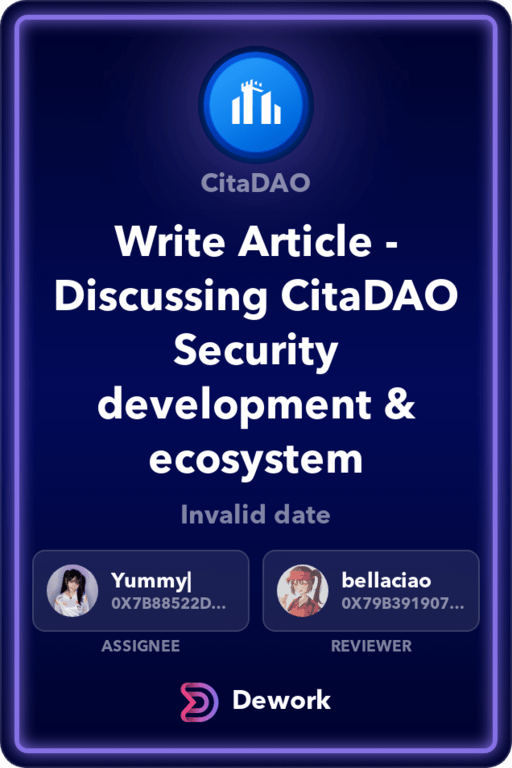 CitaDAO
Write Article -
Discussing CitaDAO
Security
development &
ecosystem
Invalid date
Yummy|
0X7B88522D...
bellaciao
0X79B391907...
ASSIGNEE
REVIEWER
Dework